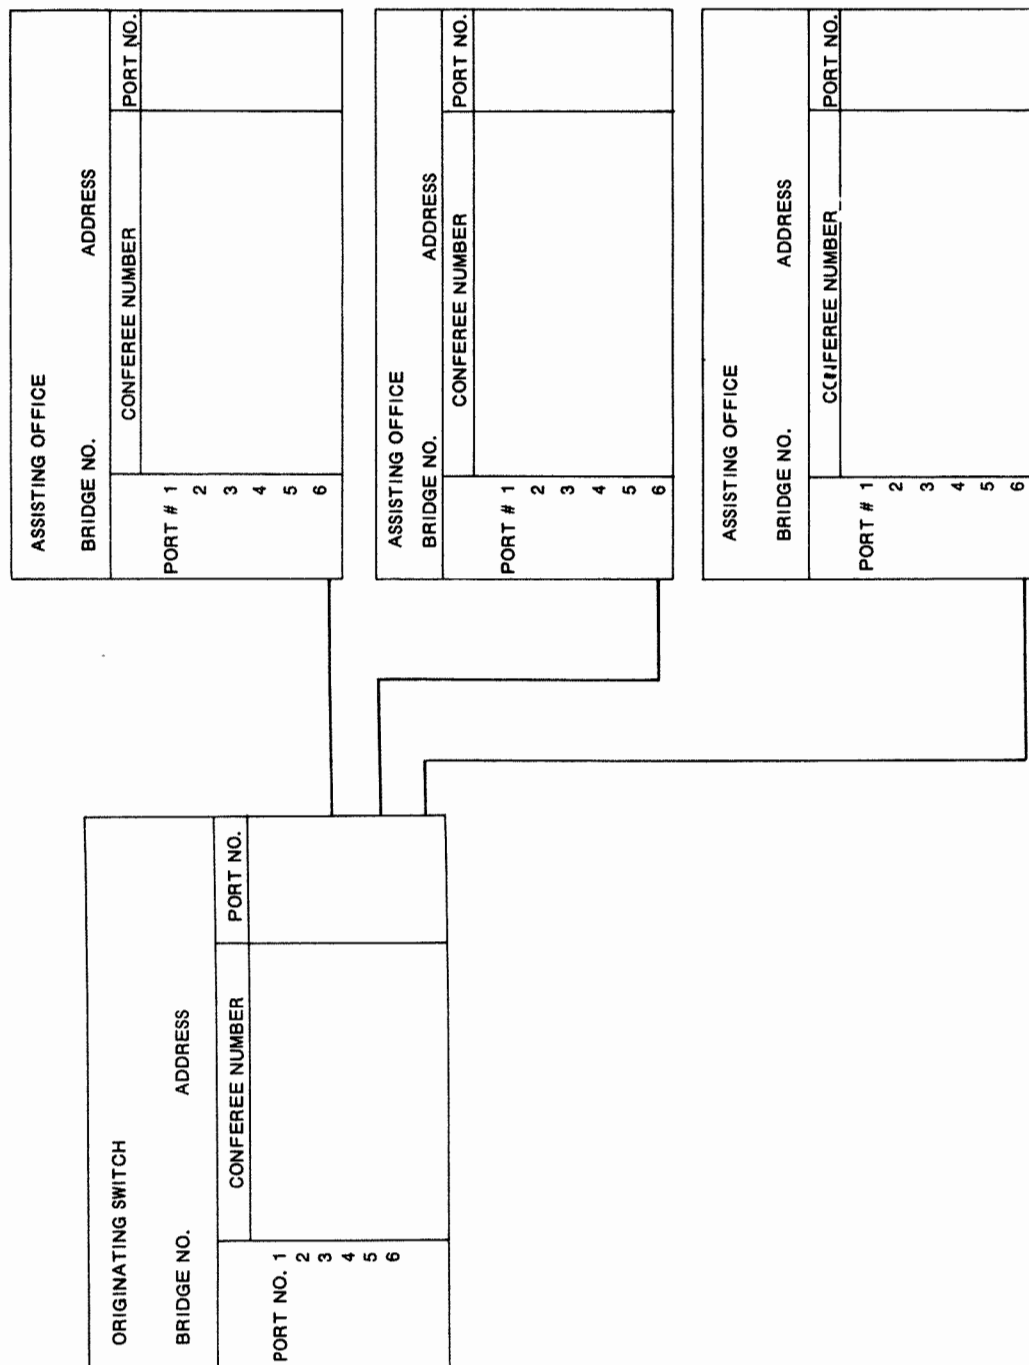 ORIGINATING SWITCH
BRIDGE NO. ADDRESS
CONFEREE NUMBER PORT NO.
PORT NO. 1
2
3
4
5
6
ASSISTING OFFICE
BRIDGE NO. ADDRESS
CONFEREE NUMBER PORT NO.
PORT # 1
2
3
4
5
6
ASSISTING OFFICE
BRIDGE NO. ADDRESS
CONFEREE NUMBER PORT NO.
PORT # 1
2
3
4
5
6
ASSISTING OFFICE
BRIDGE NO. ADDRESS
CONFEREE NUMBER PORT NO.
PORT # 1
2
3
4
5
6